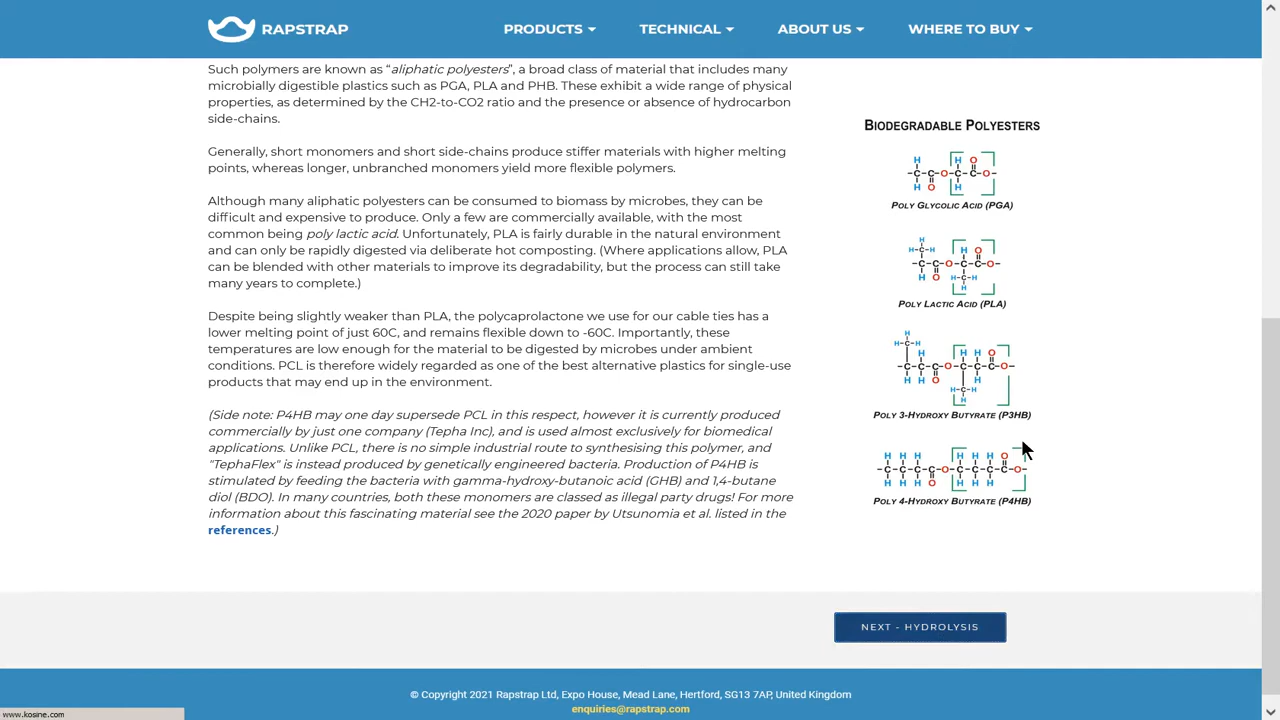 RAPSTRAP
PRODUCTS
TECHNICAL
ABOUT US
WHERE TO BUY
Such polymers are known as “aliphatic polyesters”, a broad class of material that includes many
microbially digestible plastics such as PGA, PLA and PHB. These exhibit a wide range of physical
properties, as determined by the CH2-to-CO2 ratio and the presence or absence of hydrocarbon
side-chains.
Generally, short monomers and short side-chains produce stiffer materials with higher melting
points, whereas longer, unbranched monomers yield more flexible polymers.
Although many aliphatic polyesters can be consumed to biomass by microbes, they can be
difficult and expensive to produce. Only a few are commercially available, with the most
common being poly lactic acid. Unfortunately, PLA is fairly durable in the natural environment
and can only be rapidly digested via deliberate hot composting. (Where applications allow, PLA
can be blended with other materials to improve its degradability, but the process can still take
many years to complete.)
Despite being slightly weaker than PLA, the polycaprolactone we use for our cable ties has a
lower melting point of just 60C, and remains flexible down to -60C. Importantly, these
temperatures are low enough for the material to be digested by microbes under ambient
conditions. PCL is therefore widely regarded as one of the best alternative plastics for single-use
products that may end up in the environment.
(Side note: P4HB may one day supersede PCL in this respect, however it is currently produced
commercially by just one company (Tepha Inc), and is used almost exclusively for biomedical
applications. Unlike PCL, there is no simple industrial route to synthesising this polymer, and
"TephaFlex" is instead produced by genetically engineered bacteria. Production of P4HB is
stimulated by feeding the bacteria with gamma-hydroxy-butanoic acid (GHB) and 1,4-butane
diol (BDO). In many countries, both these monomers are classed as illegal party drugs! For more
information about this fascinating material see the 2020 paper by Utsunomia et al. listed in the
references.)
BIODEGRADABLE POLYESTERS
H H O
C C O C C O
H O H
POLY GLYCOLIC ACID (PGA)
H
H C H H O
C C O C C O
H O H C H
H
POLY LACTIC ACID (PLA)
H
H C H
H H H O
C C C O C C C O
H H O H
H C H
H
POLY 3-HYDROXY BUTYRATE (P3HB)
H H H H H H O
C C C C O C C C C O
H H H O H H H
POLY 4-HYDROXY BUTYRATE (P4HB)
NEXT - HYDROLYSIS
© Copyright 2021 Rapstrap Ltd, Expo House, Mead Lane, Hertford, SG13 7AP, United Kingdom
enquiries@rapstrap.com
www.kosine.com